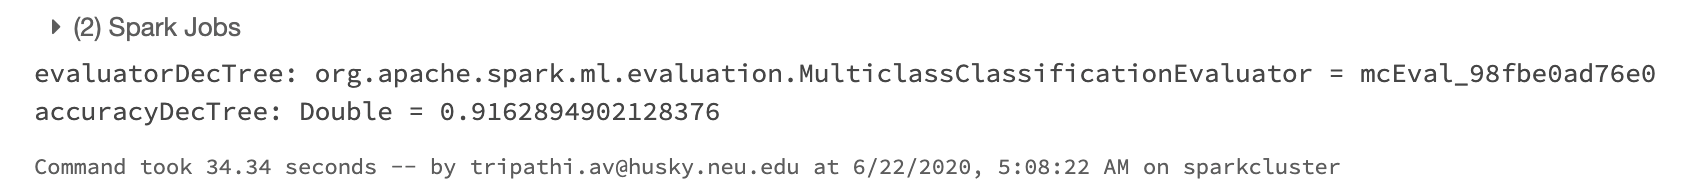 (2) Spark Jobs
evaluatorDecTree: org.apache.spark.ml.evaluation.MulticlassClassificationEvaluator = mcEval_98fbe0ad76e0
accuracyDecTree: Double = 0.9162894902128376
Command took 34.34 seconds -- by tripathi.av@husky.neu.edu at 6/22/2020, 5:08:22 AM on sparkcluster